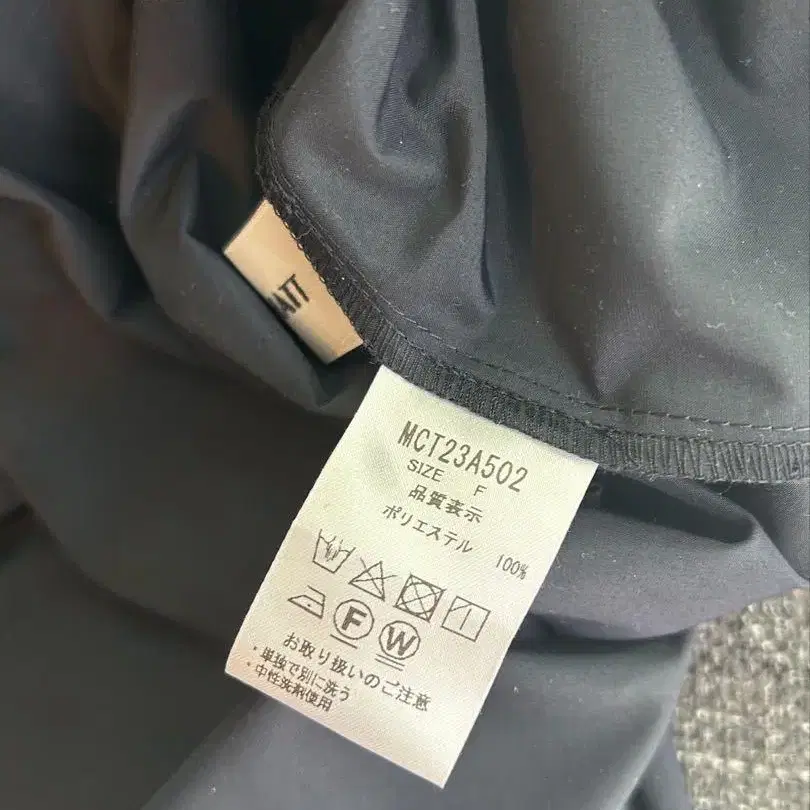 ATT
MCT23A502
SIZE F
品質表示
ポリエステル 100%
F W
お取り扱いのご注意
・単独で別に洗う
・中性洗剤使用